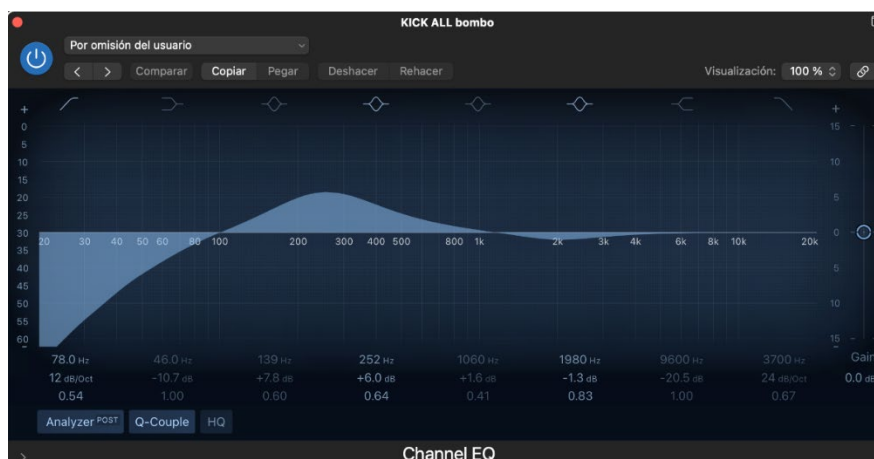 KICK ALL bombo
Por omisión del usuario
Comparar Copiar Pegar Deshacer Rehacer Visualización: 100 %
+ +
0 15
5
10 10
15
20 5
25
30 0
20 30 40 50 60 80 100 200 300 400 500 800 1k 2k 3k 4k 6k 8k 10k 20k
35
40 5
45
50 10
55
60 15
78.0 Hz 46.0 Hz 139 Hz 252 Hz 1060 Hz 1980 Hz 9600 Hz 3700 Hz Gain
12 dB/Oct -10.7 dB +7.8 dB +6.0 dB +1.6 dB -1.3 dB -20.5 dB 24 dB/Oct 0.0 dB
0.54 1.00 0.60 0.64 0.41 0.83 1.00 0.67
Analyzer POST Q-Couple HQ
Channel EQ